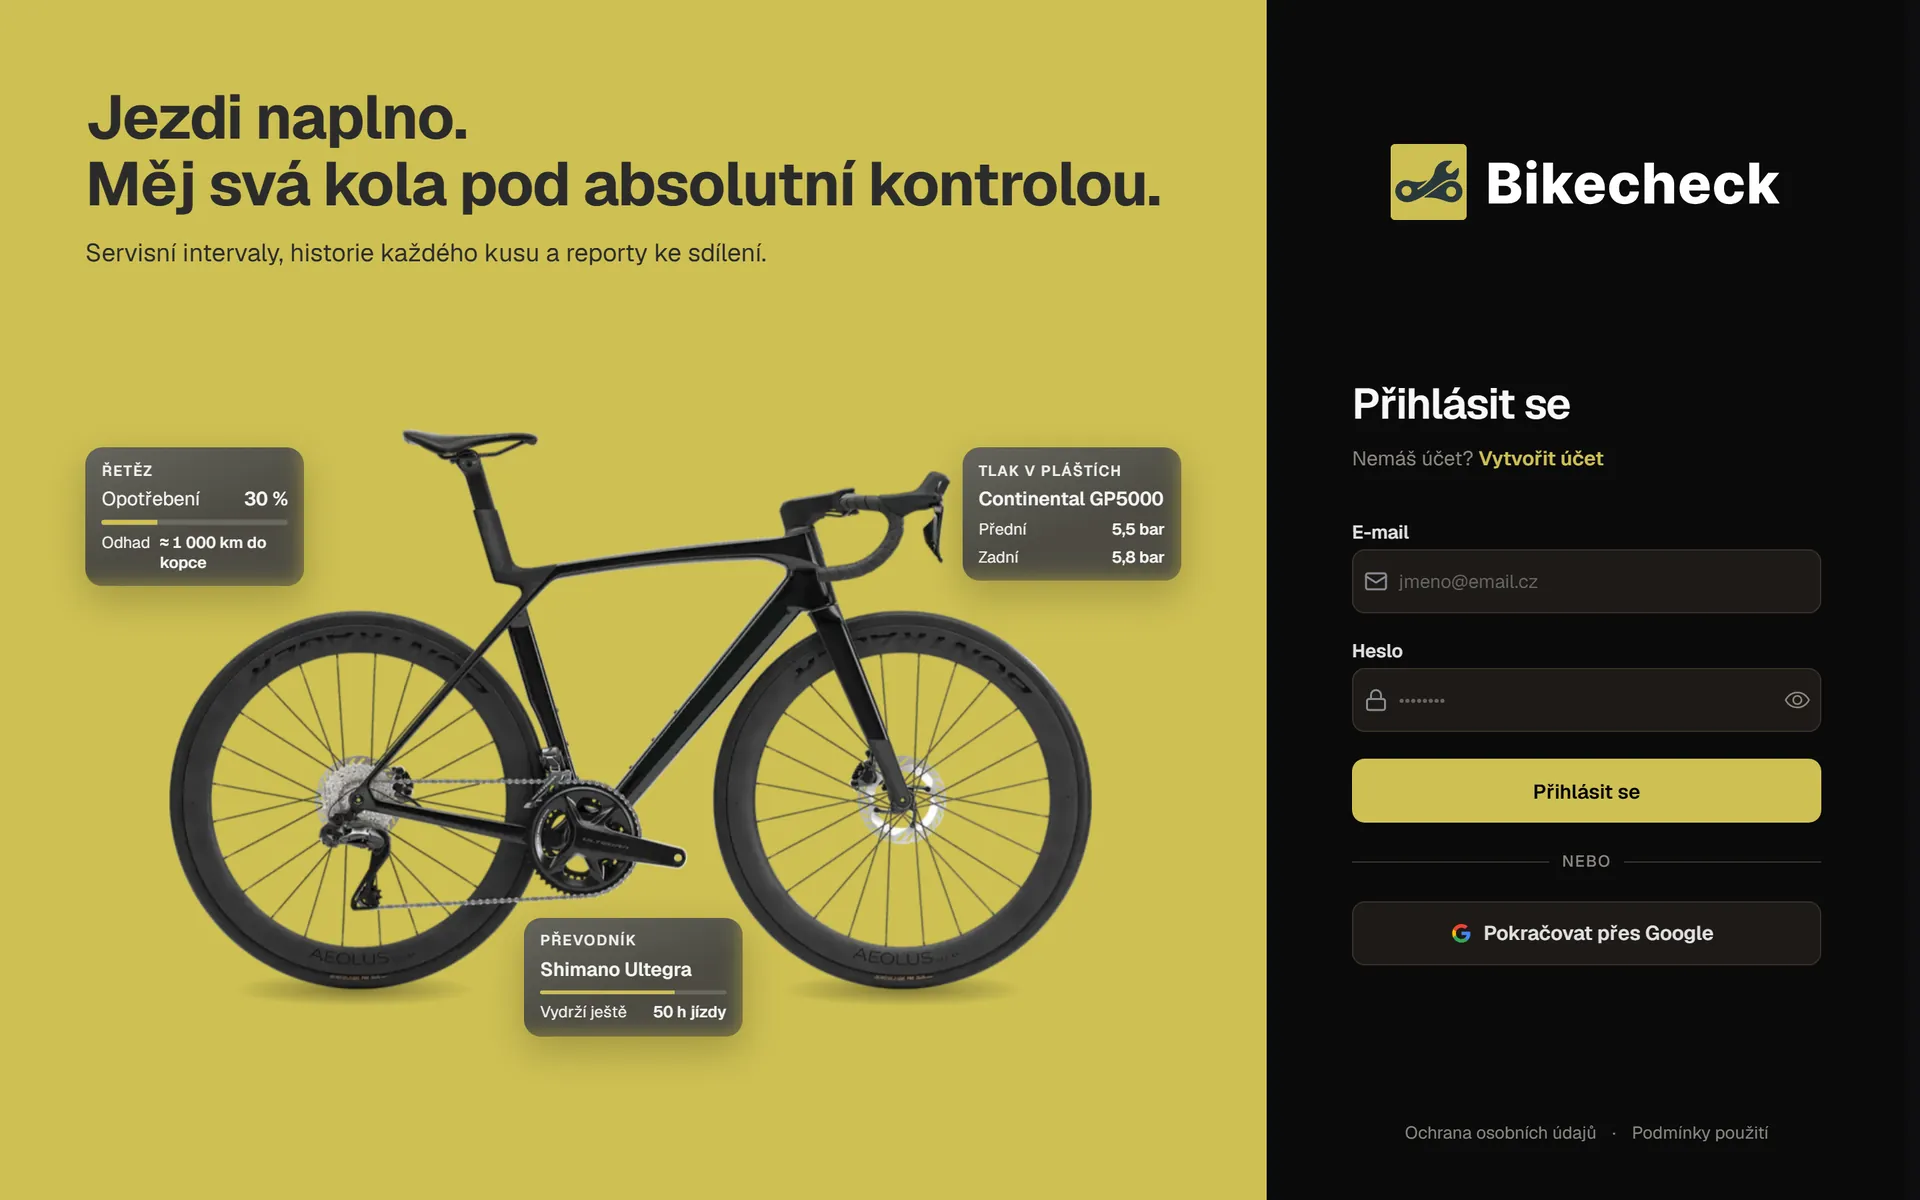 Jezdi naplno.
Měj svá kola pod absolutní kontrolou.
Servisní intervaly, historie každého kusu a reporty ke sdílení.
ŘETĚZ
Opotřebení 30 %
Odhad ≈ 1 000 km do
kopce
TLAK V PLÁŠTÍCH
Continental GP5000
Přední 5,5 bar
Zadní 5,8 bar
ULTEGRA
AEOLUS
AEOLUS
PŘEVODNÍK
Shimano Ultegra
Vydrží ještě 50 h jízdy
Bikecheck
Přihlásit se
Nemáš účet? Vytvořit účet
E-mail
jmeno@email.cz
Heslo
••••••••
Přihlásit se
NEBO
Pokračovat přes Google
Ochrana osobních údajů · Podmínky použití